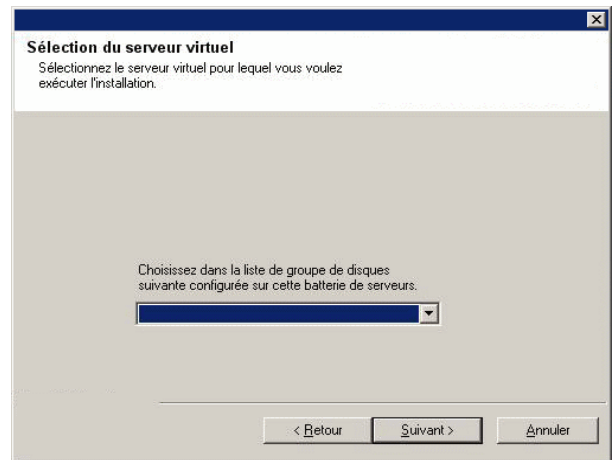 Sélection du serveur virtuel
Sélectionnez le serveur virtuel pour lequel vous voulez
exécuter l'installation.
Choisissez dans la liste de groupe de disques
suivante configurée sur cette batterie de serveurs.
< Retour
Suivant >
Annuler